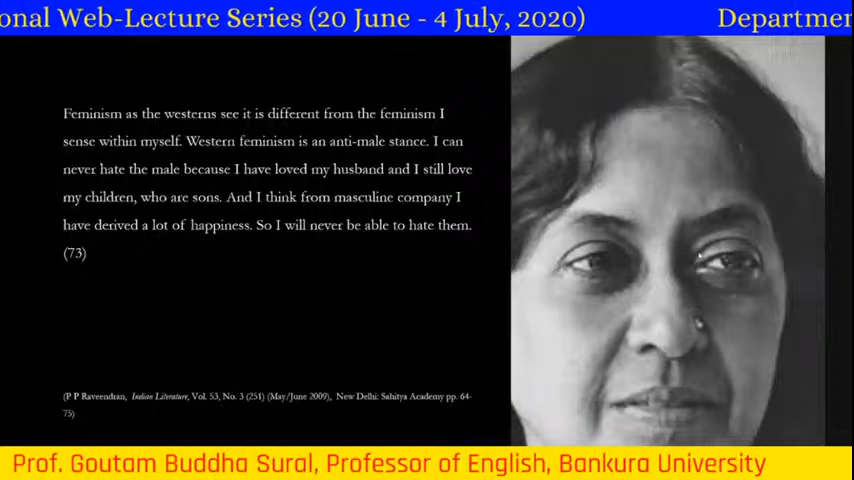 onal Web-Lecture Series (20 June - 4 July, 2020)
Departmen
Feminism as the westerns see it is different from the feminism I
sense within myself. Western feminism is an anti-male stance. I can
never hate the male because I have loved my husband and I still love
my children, who are sons. And I think from masculine company I
have derived a lot of happiness. So I will never be able to hate them.
(73)
(P P Raveendran, Indian Literature, Vol. 53, No. 3 (251) (May/June 2009), New Delhi: Sahitya Academy pp. 64-
75)
Prof. Goutam Buddha Sural, Professor of English, Bankura University